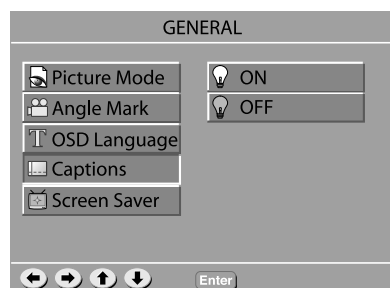 GENERAL
Picture Mode
Angle Mark
T OSD Language
Captions
Screen Saver
ON
OFF
Enter